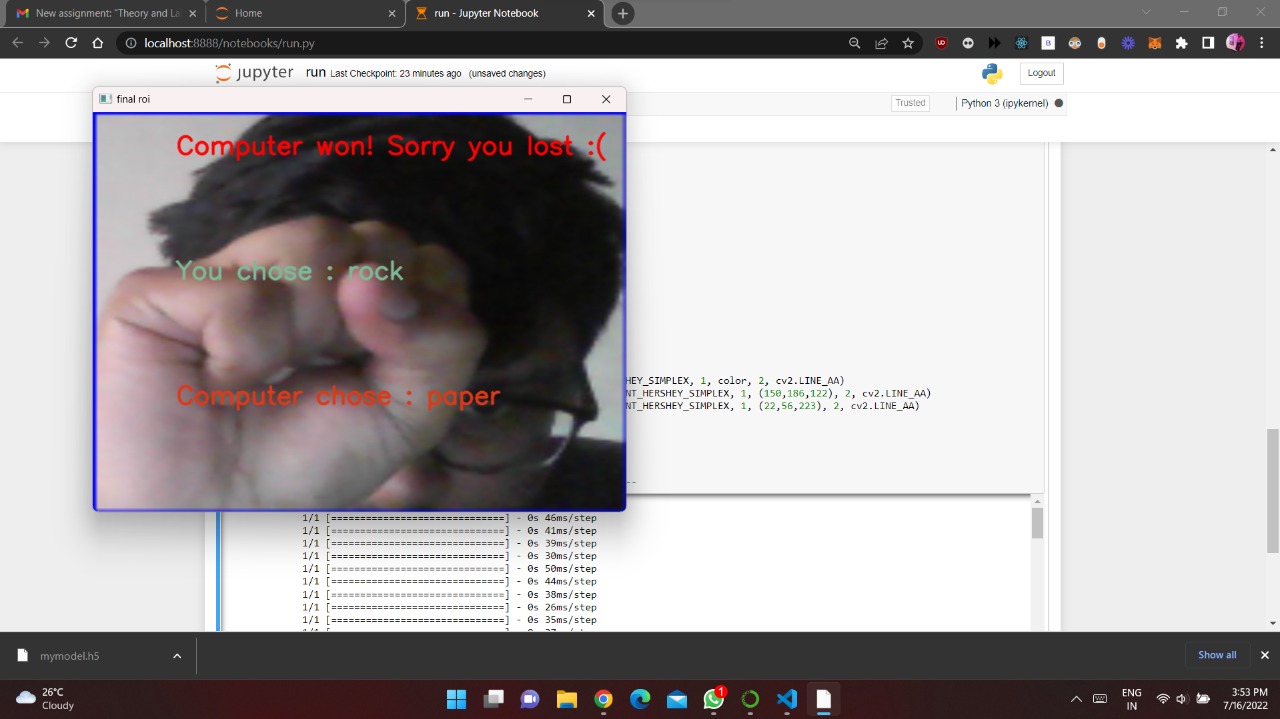 New assignment: "Theory and La
Home
run - Jupyter Notebook
localhost:8888/notebooks/run.py
jupyter run Last Checkpoint: 23 minutes ago (unsaved changes)
Logout
Trusted
Python 3 (ipykernel)
final roi
Computer won! Sorry you lost :(
You chose : rock
Computer chose : paper
HEY_SIMPLEX, 1, color, 2, cv2.LINE_AA)
NT_HERSHEY_SIMPLEX, 1, (150,186,122), 2, cv2.LINE_AA)
NT_HERSHEY_SIMPLEX, 1, (22,56,223), 2, cv2.LINE_AA)
--
1/1 [==============================] - 0s 46ms/step
1/1 [==============================] - 0s 41ms/step
1/1 [==============================] - 0s 39ms/step
1/1 [==============================] - 0s 30ms/step
1/1 [==============================] - 0s 50ms/step
1/1 [==============================] - 0s 44ms/step
1/1 [==============================] - 0s 38ms/step
1/1 [==============================] - 0s 26ms/step
1/1 [==============================] - 0s 35ms/step
mymodel.h5
Show all
26°C
Cloudy
1
ENG
IN
3:53 PM
7/16/2022